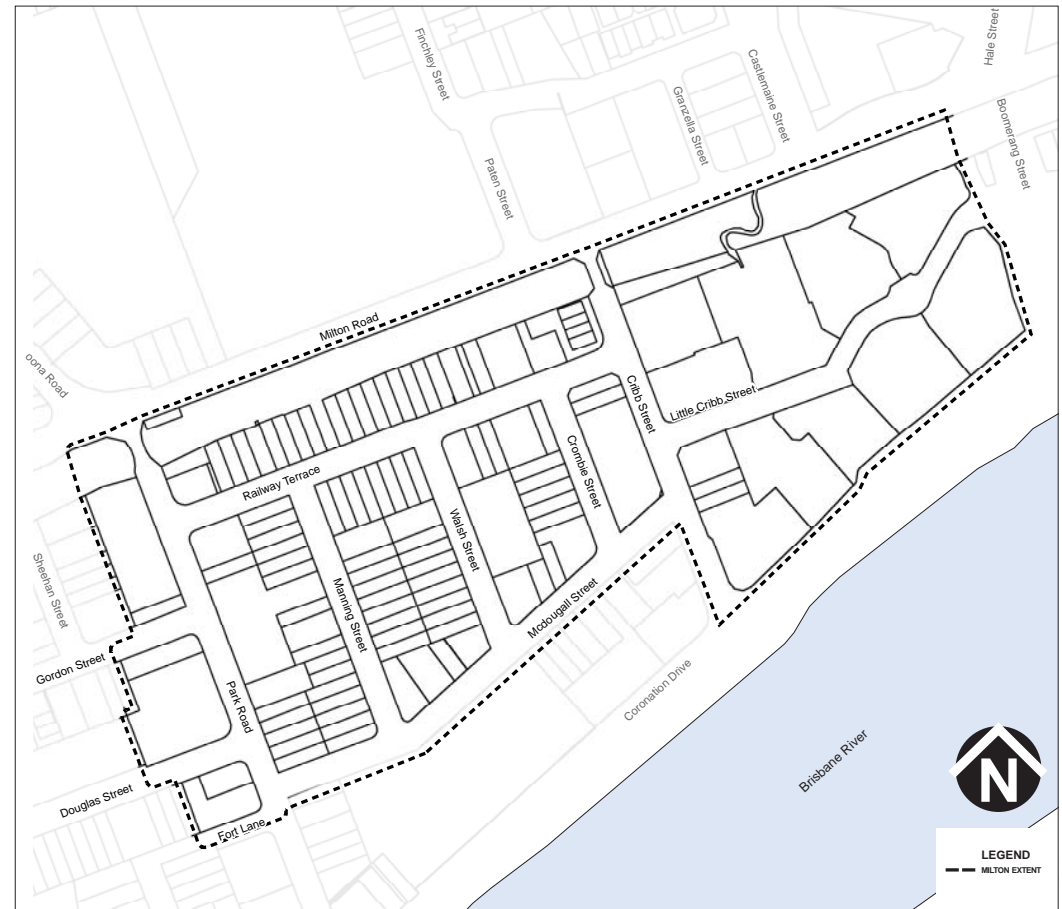 Finchley Street
Castlemaine Street
Hale Street
Granzella Street
Boomerang Street
Paten Street
Milton Road
oona Road
Cribb Street
Little Cribb Street
Crombie Street
Railway Terrace
Walsh Street
Sheehan Street
Manning Street
Mcdougall Street
Gordon Street
Park Road
Coronation Drive
Brisbane River
Douglas Street
Fort Lane
N
LEGEND
MILTON EXTENT